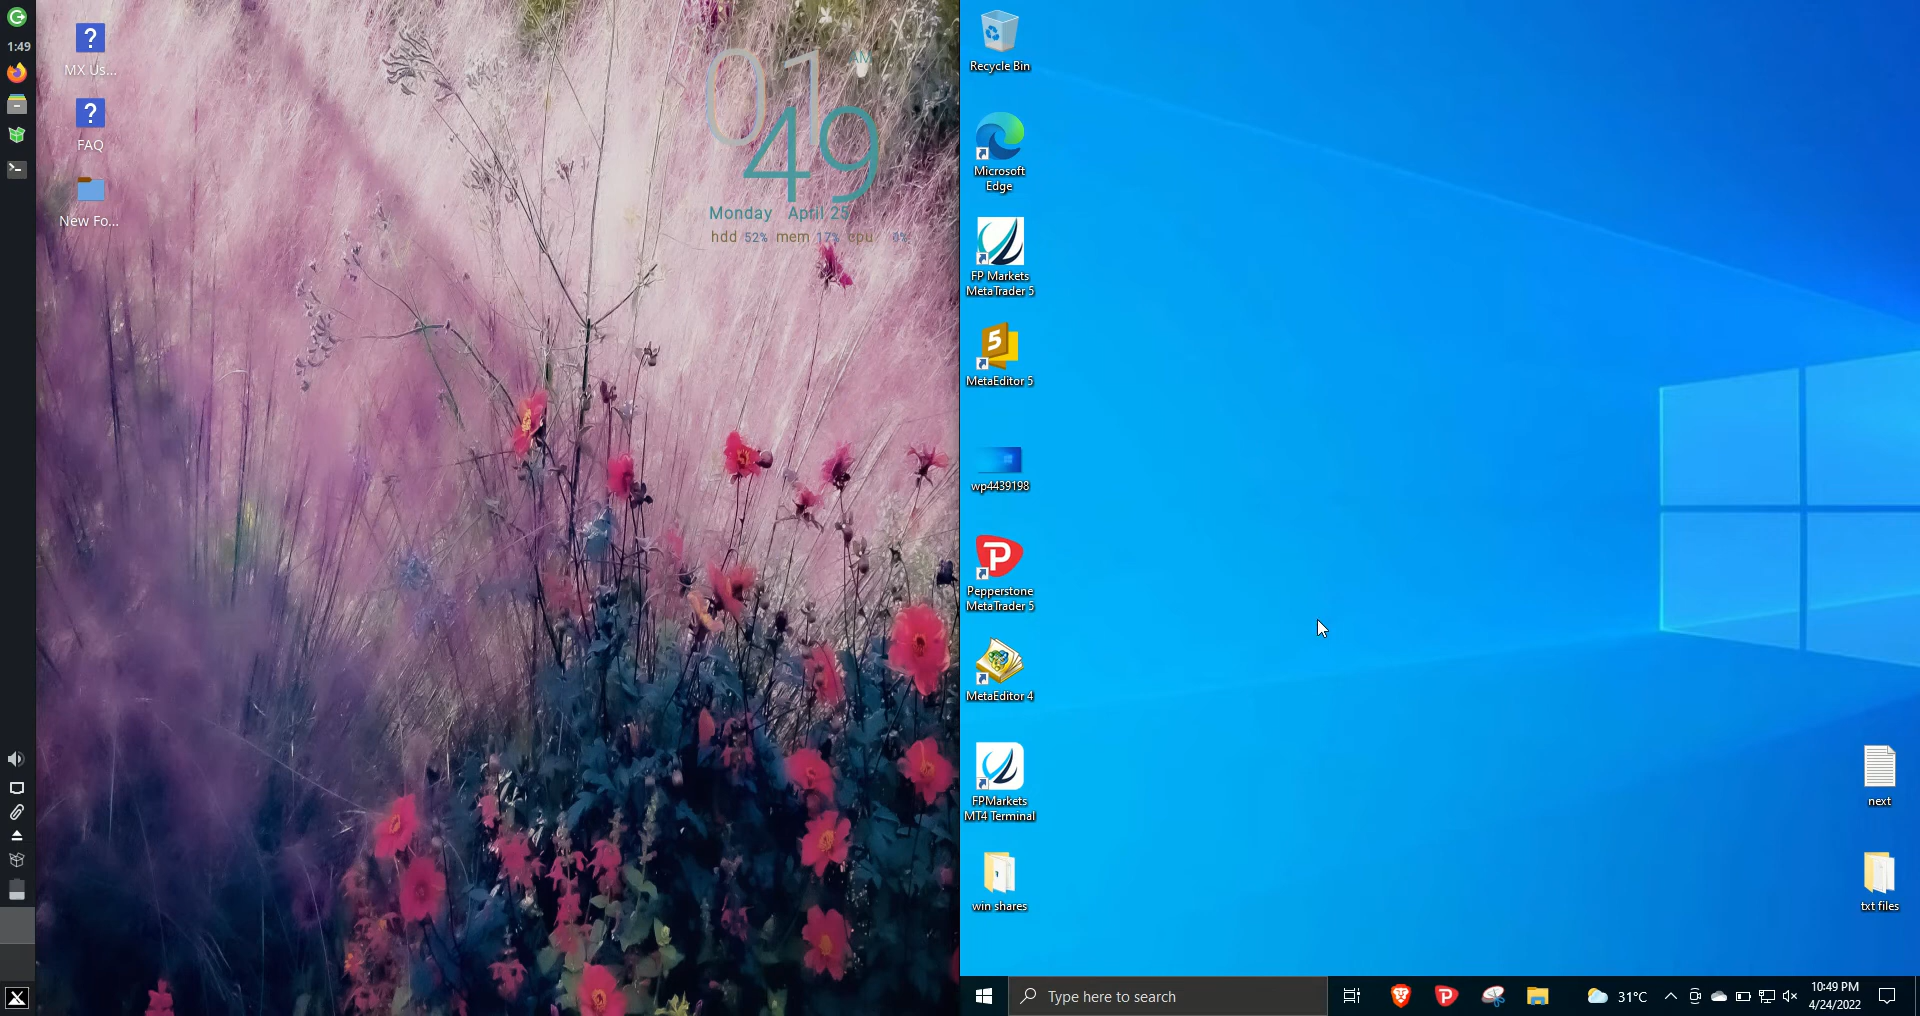 1:49
MX Us...
FAQ
New Fo...
01
AM
49
Monday April 25
hdd 52% mem 17% cpu 0%
Recycle Bin
Microsoft
Edge
FP Markets
MetaTrader 5
5
MetaEditor 5
wp4439198
P
Pepperstone
MetaTrader 5
MetaEditor 4
FPMarkets
MT4 Terminal
win shares
next
txt files
Type here to search
P
31°C
10:49 PM
4/24/2022